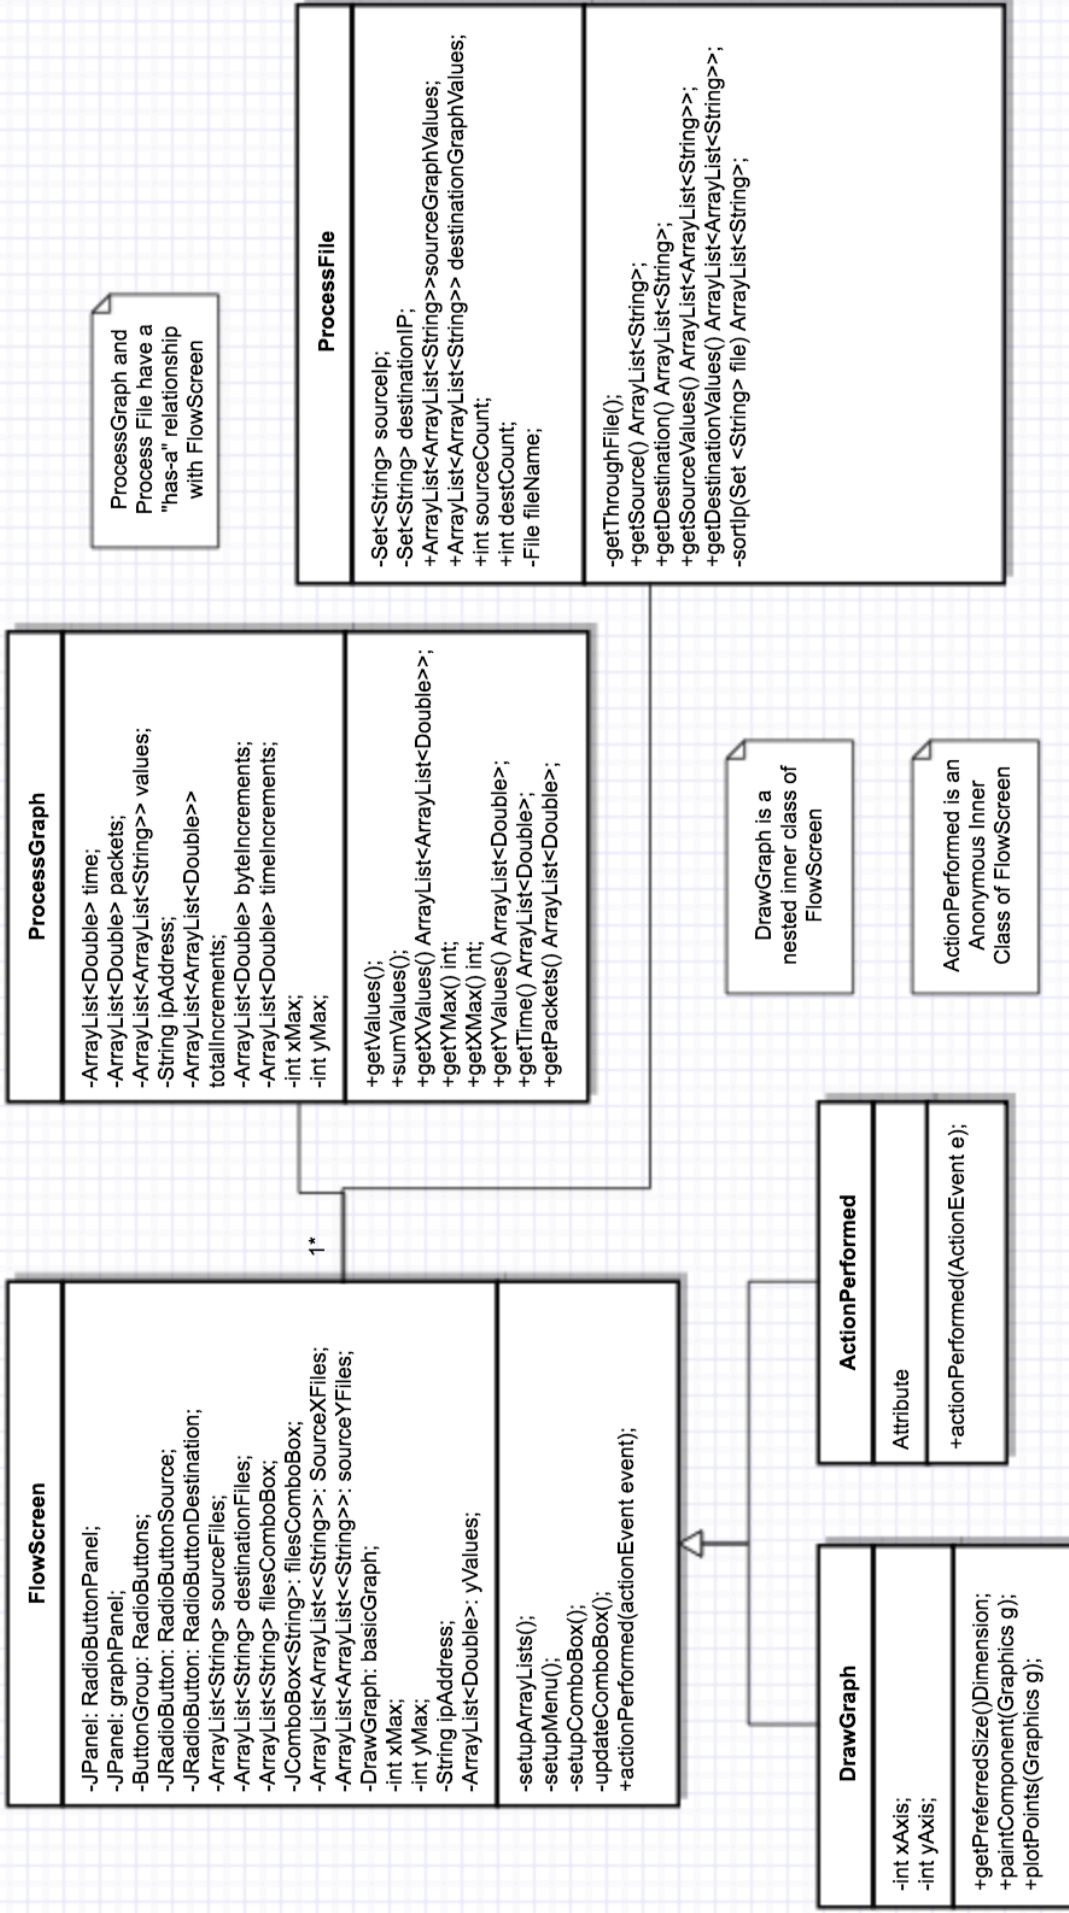 FlowScreen
-JPanel: RadioButtonPanel;
-JPanel: graphPanel;
-ButtonGroup: RadioButtons;
-JRadioButton: RadioButtonSource;
-JRadioButton: RadioButtonDestination;
-ArrayList<String> sourceFiles;
-ArrayList<String> destinationFiles;
-ArrayList<String> filesComboBox;
-JComboBox<String>: filesComboBox;
-ArrayList<ArrayList<<String>>: SourceXFiles;
-ArrayList<ArrayList<<String>>: sourceYFiles;
-DrawGraph: basicGraph;
-int xMax;
-int yMax;
-String ipAddress;
-ArrayList<Double>: yValues;
-setupArrayLists();
-setupMenu();
-setupComboBox();
-updateComboBox();
+actionPerformed(actionEvent event);
1*
ProcessGraph
-ArrayList<Double> time;
-ArrayList<Double> packets;
-ArrayList<ArrayList<String>> values;
-String ipAddress;
-ArrayList<ArrayList<Double>>
totalIncrements;
-ArrayList<Double> byteIncrements;
-ArrayList<Double> timeIncrements;
-int xMax;
-int yMax;
+getValues();
+sumValues();
+getXValues() ArrayList<ArrayList<Double>>;
+getYMax() int;
+getXMax() int;
+getYValues() ArrayList<Double>;
+getTime() ArrayList<Double>;
+getPackets() ArrayList<Double>;
ProcessGraph and
Process File have a
"has-a" relationship
with FlowScreen
ProcessFile
-Set<String> sourceIp;
-Set<String> destinationIP;
+ArrayList<ArrayList<String>>sourceGraphValues;
+ArrayList<ArrayList<String>> destinationGraphValues;
+int sourceCount;
+int destCount;
-File fileName;
-getThroughFile();
+getSource() ArrayList<String>;
+getDestination() ArrayList<String>;
+getSourceValues() ArrayList<ArrayList<String>>;
+getDestinationValues() ArrayList<ArrayList<String>>;
-sortIp(Set <String> file) ArrayList<String>;
DrawGraph
-int xAxis;
-int yAxis;
+getPreferredSize()Dimension;
+paintComponent(Graphics g);
+plotPoints(Graphics g);
ActionPerformed
Attribute
+actionPerformed(ActionEvent e);
DrawGraph is a
nested inner class of
FlowScreen
ActionPerformed is an
Anonymous Inner
Class of FlowScreen